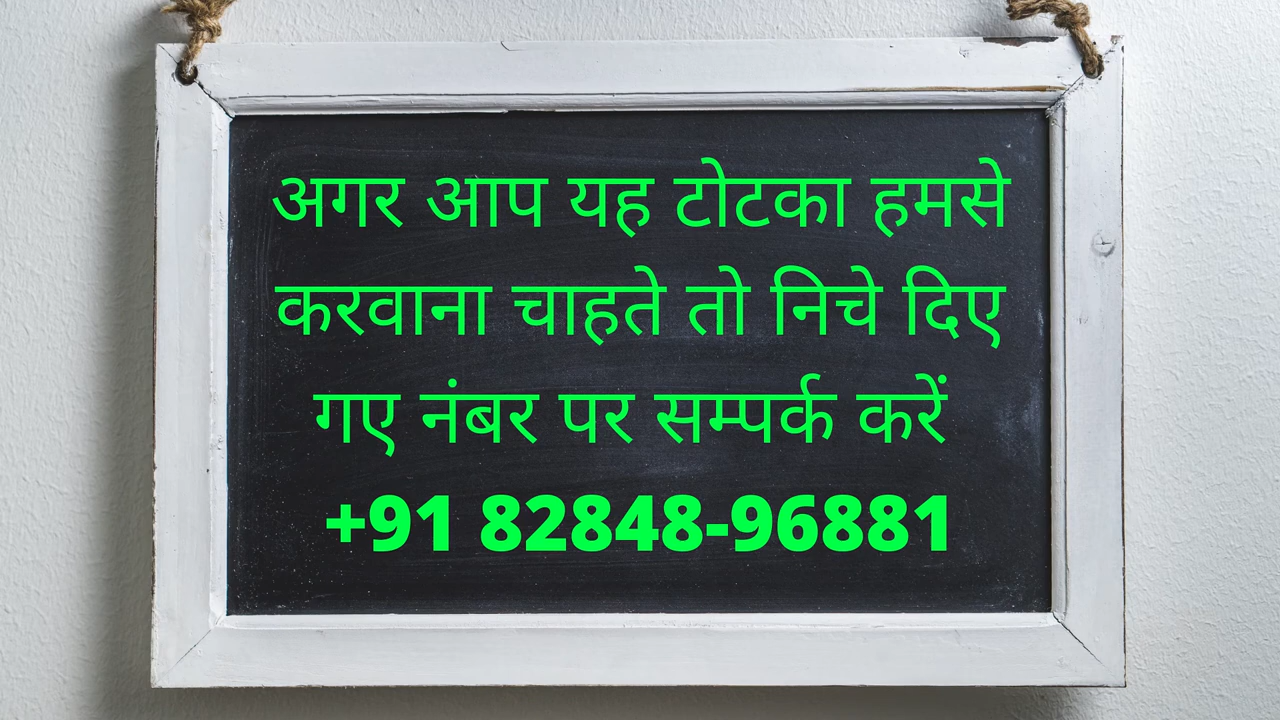 अगर आप यह टोटका हमसे
करवाना चाहते तो निचे दिए
गए नंबर पर सम्पर्क करें
+91 82848-96881